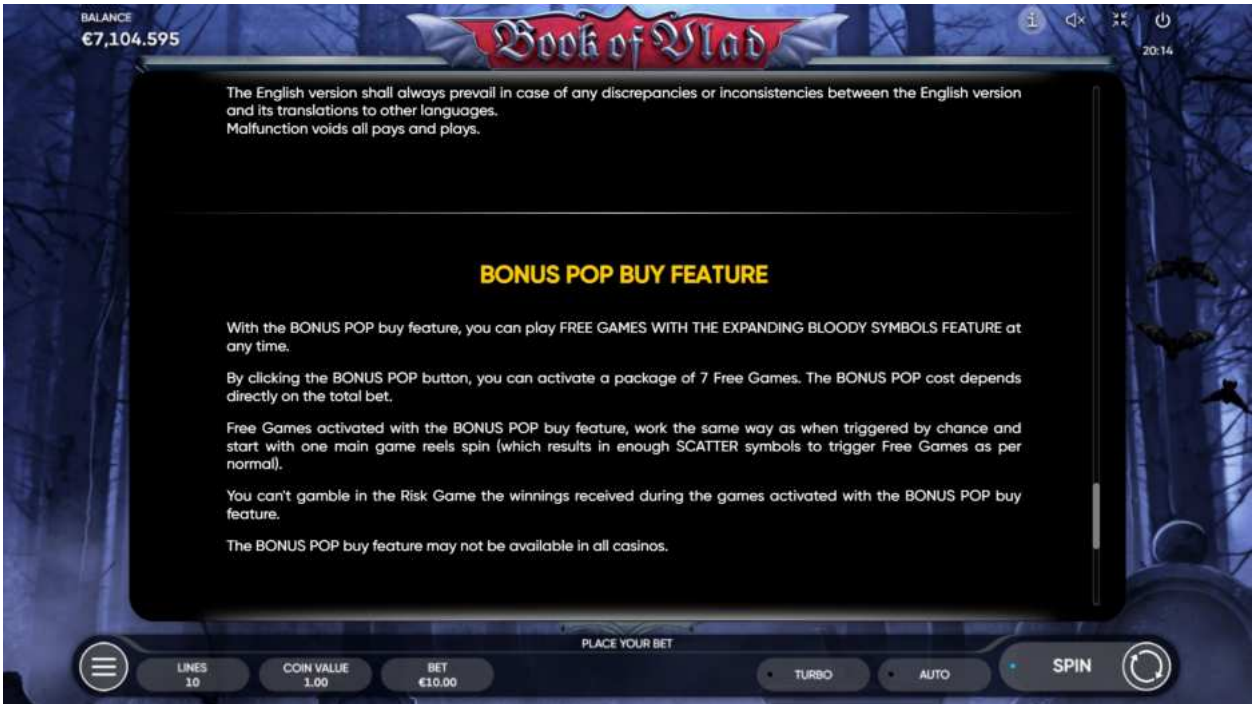 BALANCE
€7,104.595
Book of Vlad
20:14
The English version shall always prevail in case of any discrepancies or inconsistencies between the English version
and its translations to other languages.
Malfunction voids all pays and plays.
BONUS POP BUY FEATURE
With the BONUS POP buy feature, you can play FREE GAMES WITH THE EXPANDING BLOODY SYMBOLS FEATURE at
any time.
By clicking the BONUS POP button, you can activate a package of 7 Free Games. The BONUS POP cost depends
directly on the total bet.
Free Games activated with the BONUS POP buy feature, work the same way as when triggered by chance and
start with one main game reels spin (which results in enough SCATTER symbols to trigger Free Games as per
normal).
You can't gamble in the Risk Game the winnings received during the games activated with the BONUS POP buy
feature.
The BONUS POP buy feature may not be available in all casinos.
PLACE YOUR BET
LINES
10
COIN VALUE
1.00
BET
€10.00
TURBO
AUTO
SPIN